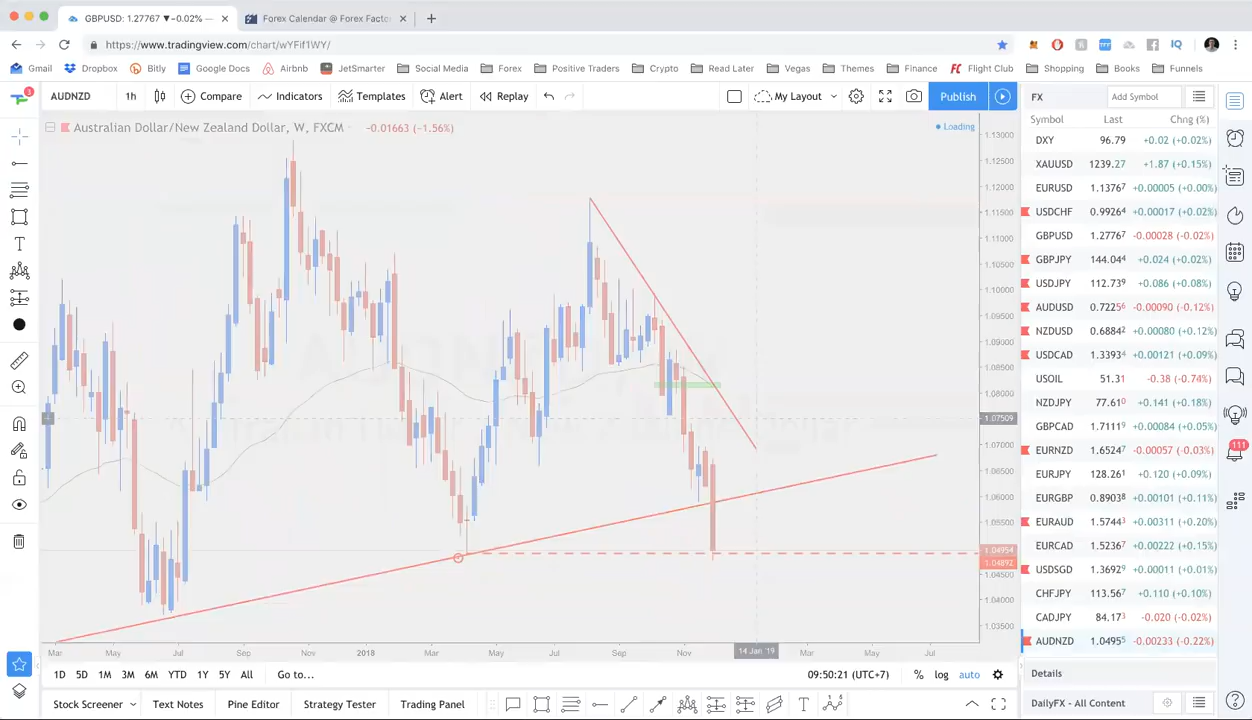 GBPUSD: 1.27767 ▼−0.02%
Forex Calendar @ Forex Facto
https://www.tradingview.com/chart/wYFif1WY/
Gmail Dropbox Bitly Google Docs Airbnb JetSmarter Social Media Forex Positive Traders Crypto Read Later Vegas Themes Finance Flight Club Shopping Books Funnels
AUDNZD 1h Compare Indicators Templates Alert Replay My Layout Publish
Australian Dollar/New Zealand Dollar, W, FXCM −0.01663 (−1.56%)
Loading
1.13000
1.12500
1.12000
1.11500
1.11000
1.10500
1.10000
1.09500
1.09000
1.08500
1.08000
1.07509
1.07000
1.06500
1.06000
1.05500
1.04954
1.04892
1.04500
1.04000
1.03500
Mar May Jul Sep Nov 2018 Mar May Jul Sep Nov 14 Jan '19 Mar May Jul
1D 5D 1M 3M 6M YTD 1Y 5Y All Go to... 09:50:21 (UTC+7) % log auto
Stock Screener Text Notes Pine Editor Strategy Tester Trading Panel
FX Add Symbol
Symbol Last Chng (%)
DXY 96.79 +0.02 (+0.02%)
XAUUSD 1239.27 +1.87 (+0.15%)
EURUSD 1.13767 +0.00005 (+0.00%)
USDCHF 0.99264 +0.00017 (+0.02%)
GBPUSD 1.27767 −0.00028 (−0.02%)
GBPJPY 144.044 +0.024 (+0.02%)
USDJPY 112.739 +0.086 (+0.08%)
AUDUSD 0.72256 −0.00090 (−0.12%)
NZDUSD 0.68842 +0.00080 (+0.12%)
USDCAD 1.33934 +0.00121 (+0.09%)
USOIL 51.31 −0.38 (−0.74%)
NZDJPY 77.610 +0.141 (+0.18%)
GBPCAD 1.71119 +0.00084 (+0.05%)
EURNZD 1.65247 −0.00057 (−0.03%)
EURJPY 128.261 +0.120 (+0.09%)
EURGBP 0.89038 +0.00101 (+0.11%)
EURAUD 1.57443 +0.00311 (+0.20%)
EURCAD 1.52367 +0.00222 (+0.15%)
USDSGD 1.36929 +0.00011 (+0.01%)
CHFJPY 113.567 +0.110 (+0.10%)
CADJPY 84.173 −0.020 (−0.02%)
AUDNZD 1.04955 −0.00233 (−0.22%)
Details
DailyFX - All Content
111